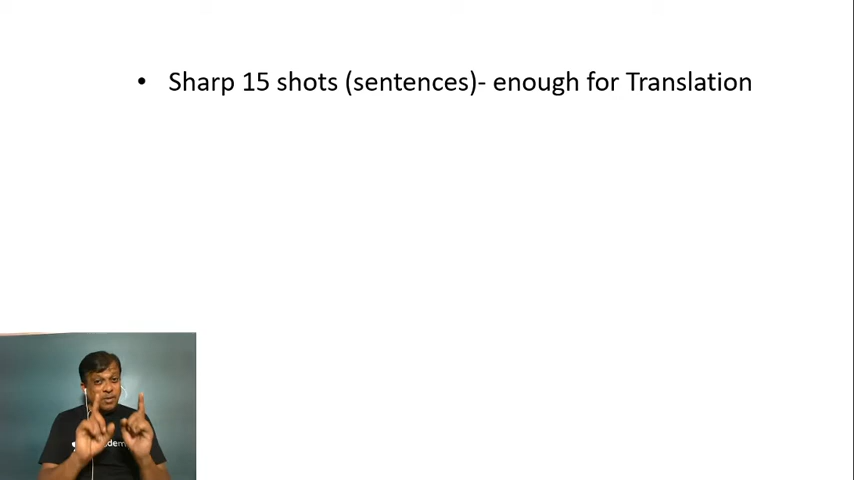 • Sharp 15 shots (sentences)- enough for Translation